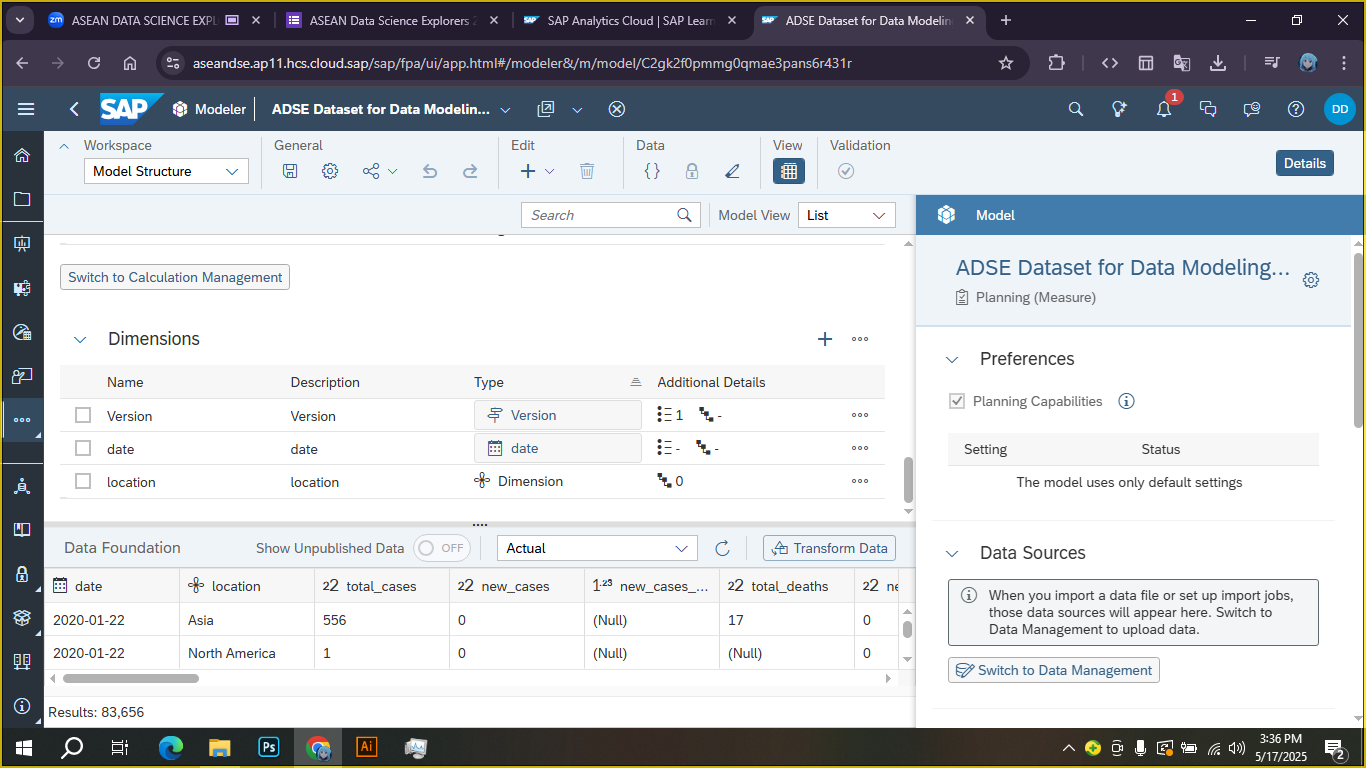 zm ASEAN DATA SCIENCE EXPL
ASEAN Data Science Explorers 2
SAP Analytics Cloud | SAP Learn
ADSE Dataset for Data Modelin
aseandse.ap11.hcs.cloud.sap/sap/fpa/ui/app.html#/modeler&/m/model/C2gk2f0pmmg0qmae3pans6r431r
SAP Modeler ADSE Dataset for Data Modelin... 1 DD
Workspace General Edit Data View Validation
Model Structure
Details
Search Model View List
Model
Switch to Calculation Management
ADSE Dataset for Data Modeling...
Planning (Measure)
Dimensions
Name Description Type Additional Details
Version Version Version 1 -
date date date - -
location location Dimension 0
Preferences
Planning Capabilities
Setting Status
The model uses only default settings
Data Sources
When you import a data file or set up import jobs,
those data sources will appear here. Switch to
Data Management to upload data.
Switch to Data Management
Data Foundation Show Unpublished Data OFF Actual Transform Data
date location total_cases new_cases new_cases_... total_deaths
2020-01-22 Asia 556 0 (Null) 17 0
2020-01-22 North America 1 0 (Null) (Null) 0
Results: 83,656
Ps Ai
3:36 PM
5/17/2025
2